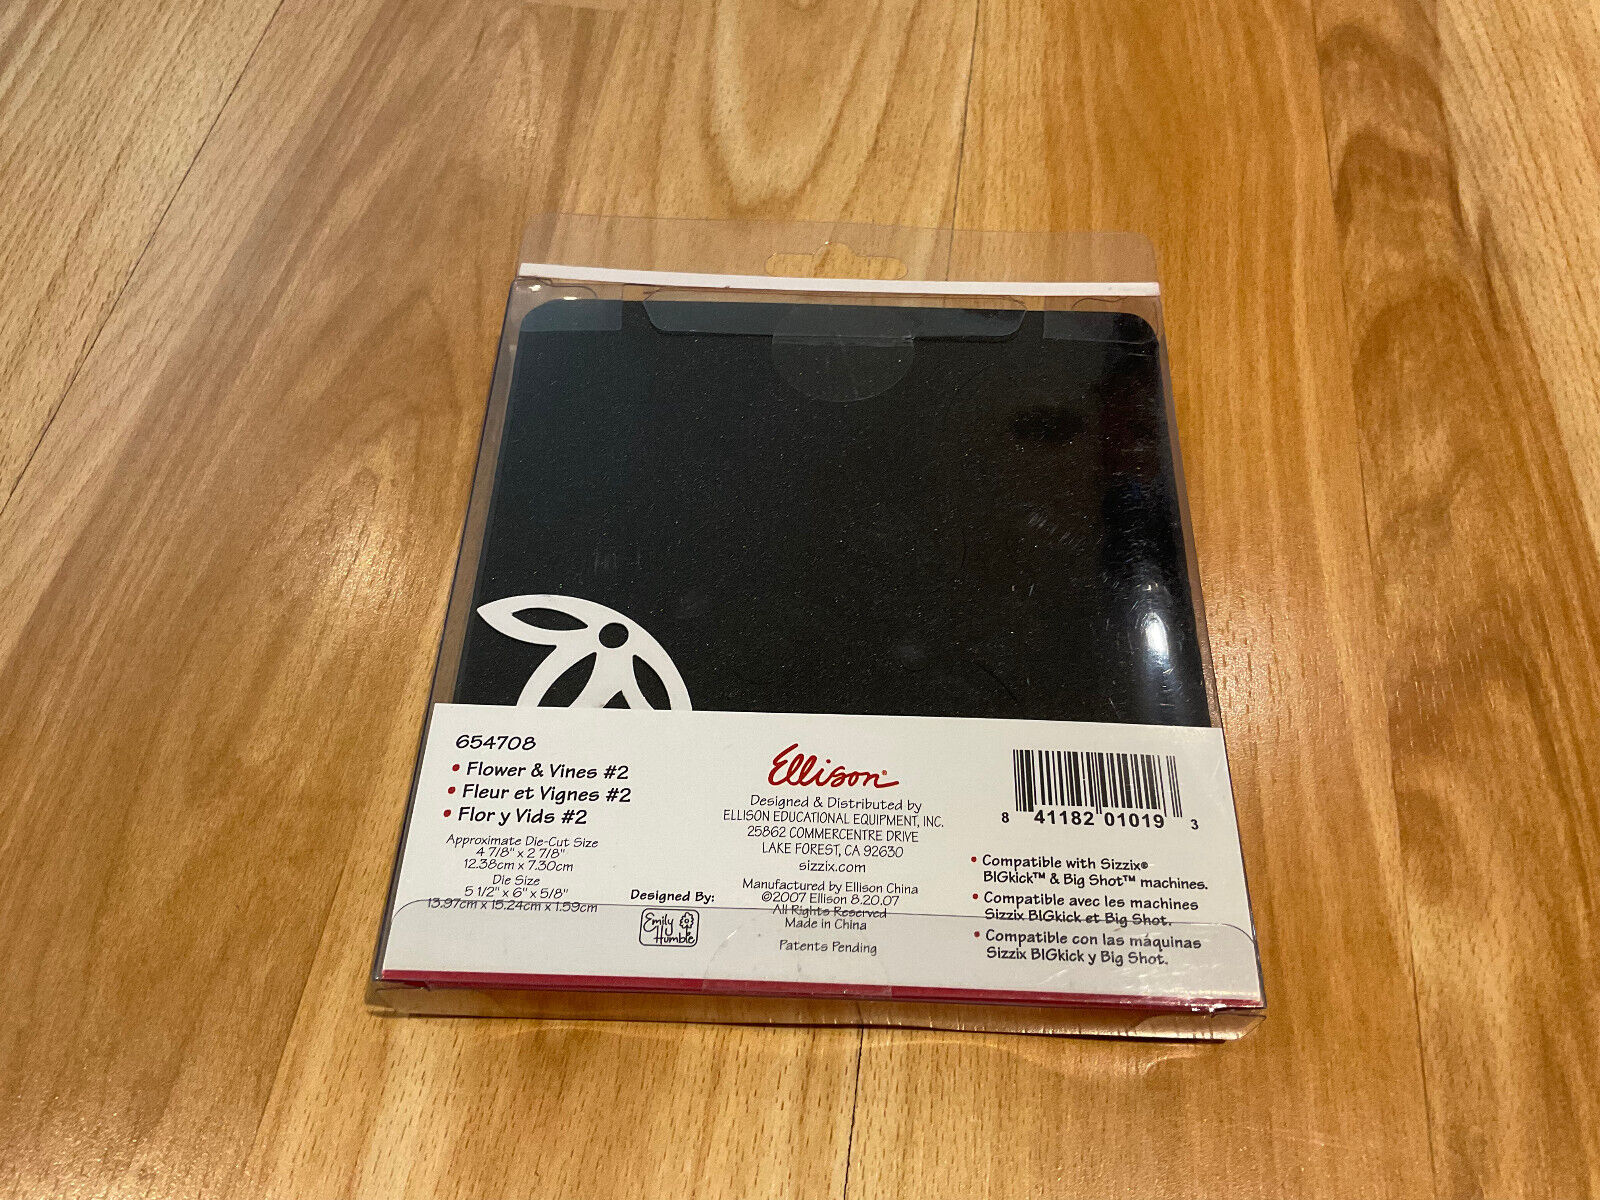 654708
• Flower & Vines #2
• Fleur et Vignes #2
• Flor y Vids #2
Approximate Die-Cut Size
4 7/8" x 2 7/8"
12.38cm x 7.30cm
Die Size
5 1/2" x 6" x 5/8"
13.97cm x 15.24cm x 1.59cm
Designed By:
Emily
Humble
Ellison®
Designed & Distributed by
ELLISON EDUCATIONAL EQUIPMENT, INC.
25862 COMMERCENTRE DRIVE
LAKE FOREST, CA 92630
sizzix.com
Manufactured by Ellison China
©2007 Ellison 8.20.07
All Rights Reserved
Made in China
Patents Pending
8 41182 01019 3
• Compatible with Sizzix®
BIGkick™ & Big Shot™ machines.
• Compatible avec les machines
Sizzix BIGkick et Big Shot.
• Compatible con las máquinas
Sizzix BIGkick y Big Shot.